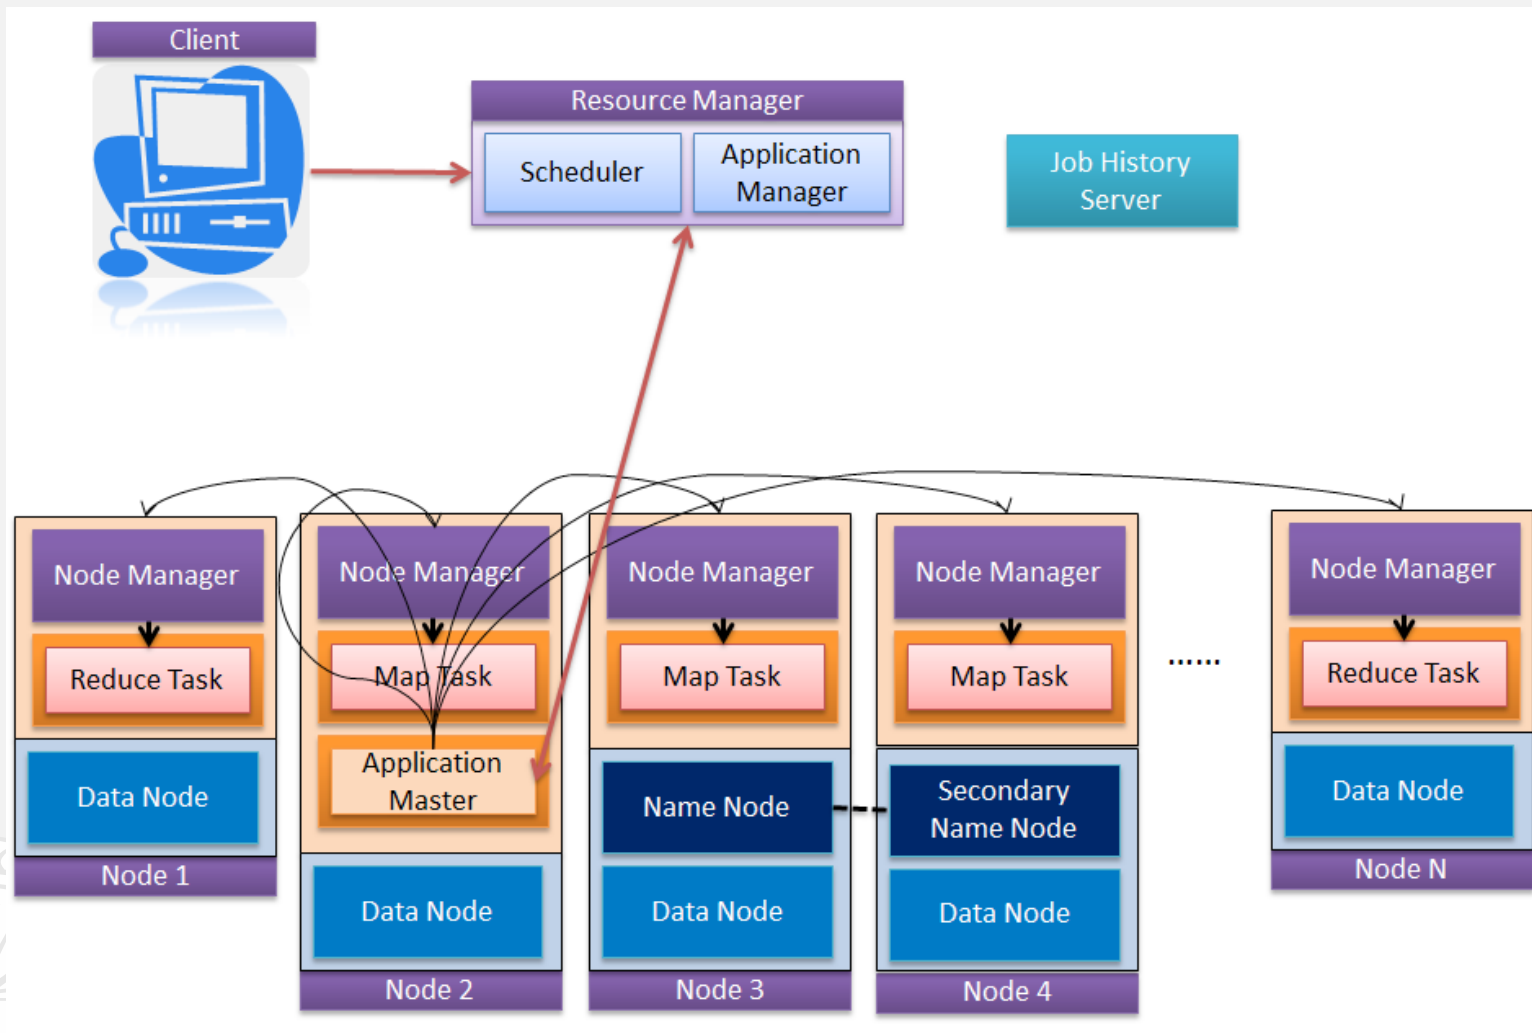 Client
Resource Manager
Scheduler
Application
Manager
Job History
Server
Node Manager
Reduce Task
Data Node
Node 1
Node Manager
Map Task
Application
Master
Data Node
Node 2
Node Manager
Map Task
Name Node
Data Node
Node 3
Node Manager
Map Task
Secondary
Name Node
Data Node
Node 4
......
Node Manager
Reduce Task
Data Node
Node N